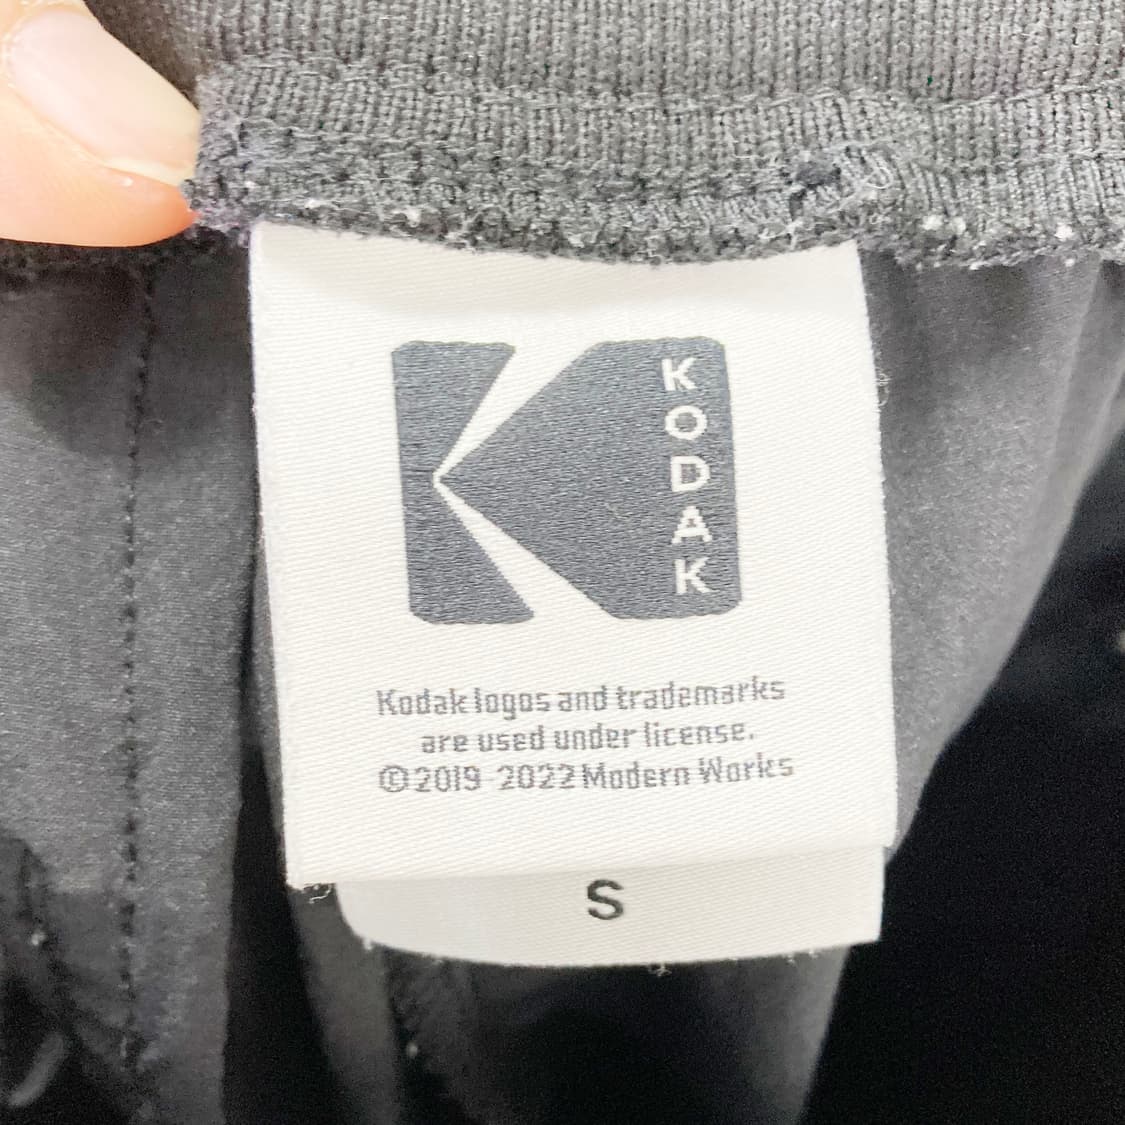 KODAK
Kodak logos and trademarks
are used under license.
©2019-2022 Modern Works
S